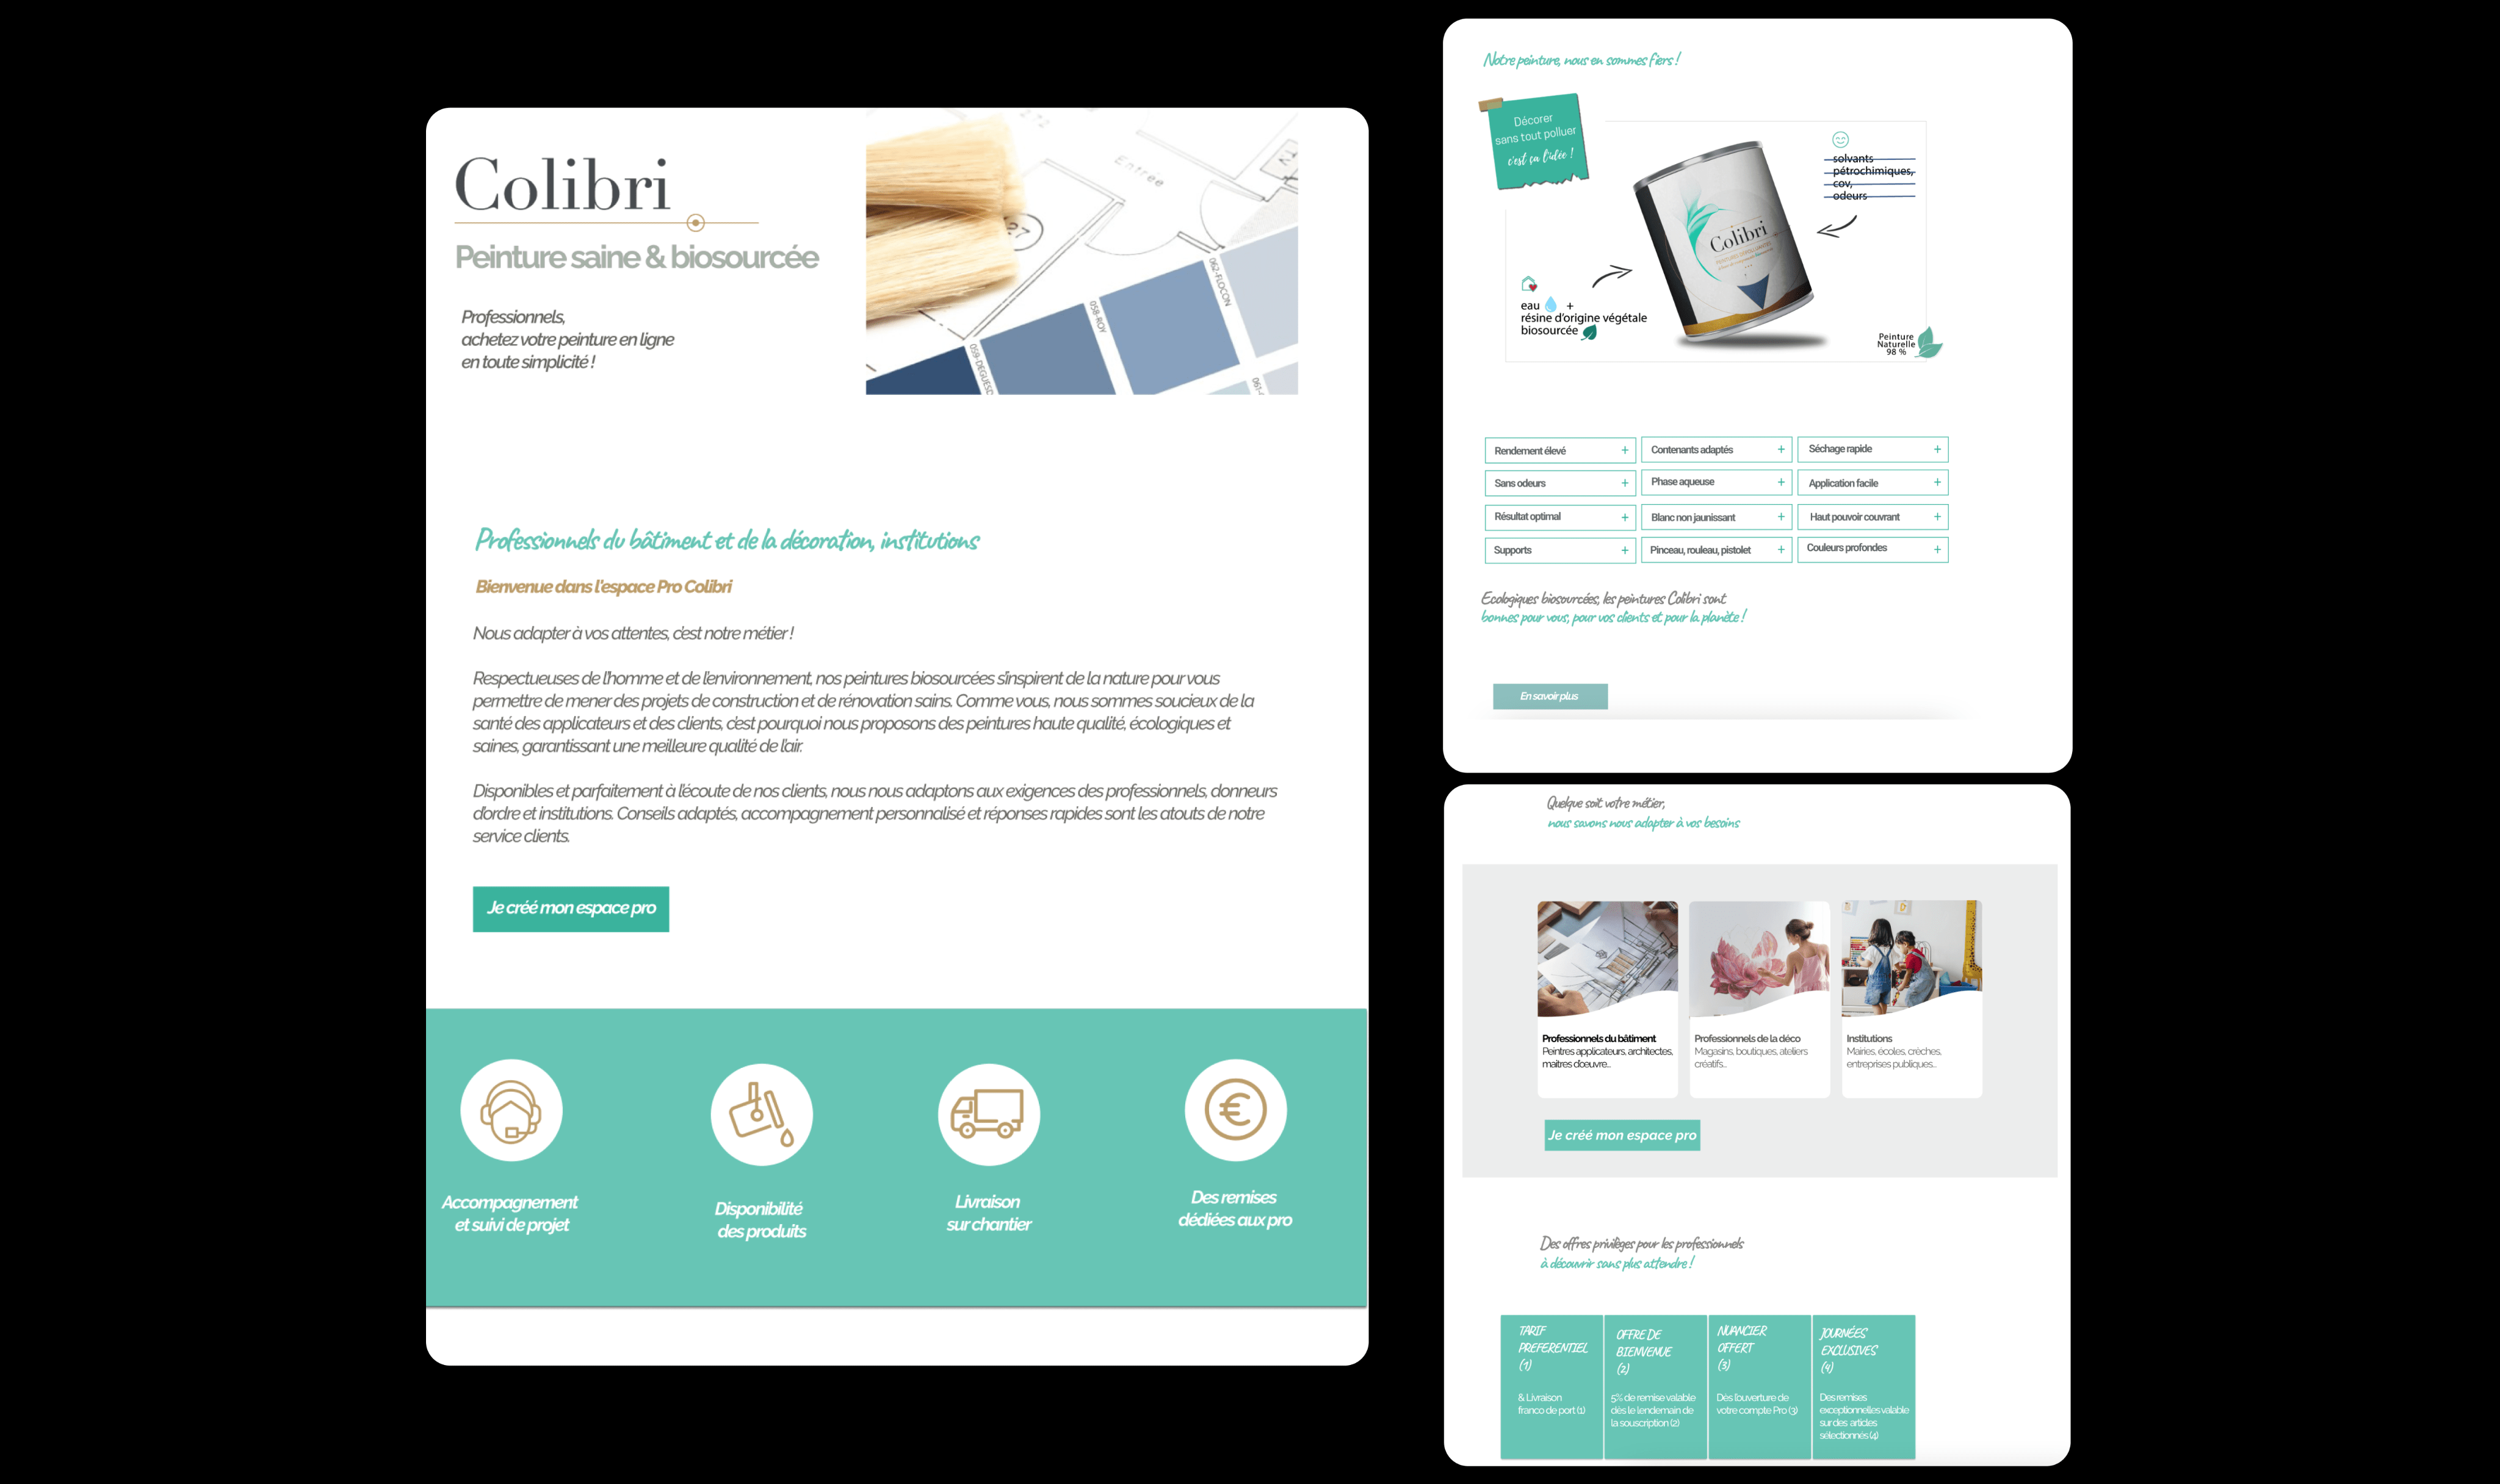 Colibri
Peinture saine & biosourcée
Professionnels,
achetez votre peinture en ligne
en toute simplicité !
Entrée
062-FLOCON
058-ROY
Professionnels du bâtiment et de la décoration, institutions
Bienvenue dans l'espace Pro Colibri
Nous adapter à vos attentes, c'est notre métier !
Respectueuses de l'homme et de l'environnement, nos peintures biosourcées s'inspirent de la nature pour vous
permettre de mener des projets de construction et de rénovation sains. Comme vous, nous sommes soucieux de la
santé des applicateurs et des clients, c'est pourquoi nous proposons des peintures haute qualité, écologiques et
saines, garantissant une meilleure qualité de l'air.
Disponibles et parfaitement à l'écoute de nos clients, nous nous adaptons aux exigences des professionnels, donneurs
d'ordre et institutions. Conseils adaptés, accompagnement personnalisé et réponses rapides sont les atouts de notre
service clients.
Je créé mon espace pro
Accompagnement
et suivi de projet
Disponibilité
des produits
Livraison
sur chantier
Des remises
dédiées aux pro
Notre peinture, nous en sommes fiers !
Décorer
sans tout polluer
c'est ça l'idée !
solvants
pétrochimiques,
cov,
odeurs
Colibri
eau +
résine d'origine végétale
biosourcée
Peinture
Naturelle
98 %
Rendement élevé +
Contenants adaptés +
Séchage rapide +
Sans odeurs +
Phase aqueuse +
Application facile +
Résultat optimal +
Blanc non jaunissant +
Haut pouvoir couvrant +
Supports +
Pinceau, rouleau, pistolet +
Couleurs profondes +
Ecologiques biosourcées, les peintures Colibri sont
bonnes pour vous, pour vos clients et pour la planète !
En savoir plus
Quelque soit votre métier,
nous savons nous adapter à vos besoins
Professionnels du bâtiment
Peintres applicateurs, architectes,
maitres d'œuvre...
Professionnels de la déco
Magasins, boutiques, ateliers
créatifs...
Institutions
Mairies, écoles, crèches,
entreprises publiques...
Je créé mon espace pro
Des offres privilèges pour les professionnels
à découvrir sans plus attendre !
TARIF
PREFERENTIEL
(1)
& Livraison
franco de port (1)
OFFRE DE
BIENVENUE
(2)
5% de remise valable
dès le lendemain de
la souscription (2)
NUANCIER
OFFERT
(3)
Dès l'ouverture de
votre compte Pro (3)
JOURNÉES
EXCLUSIVES
(4)
Des remises
exceptionnelles valable
sur des articles
sélectionnés (4)